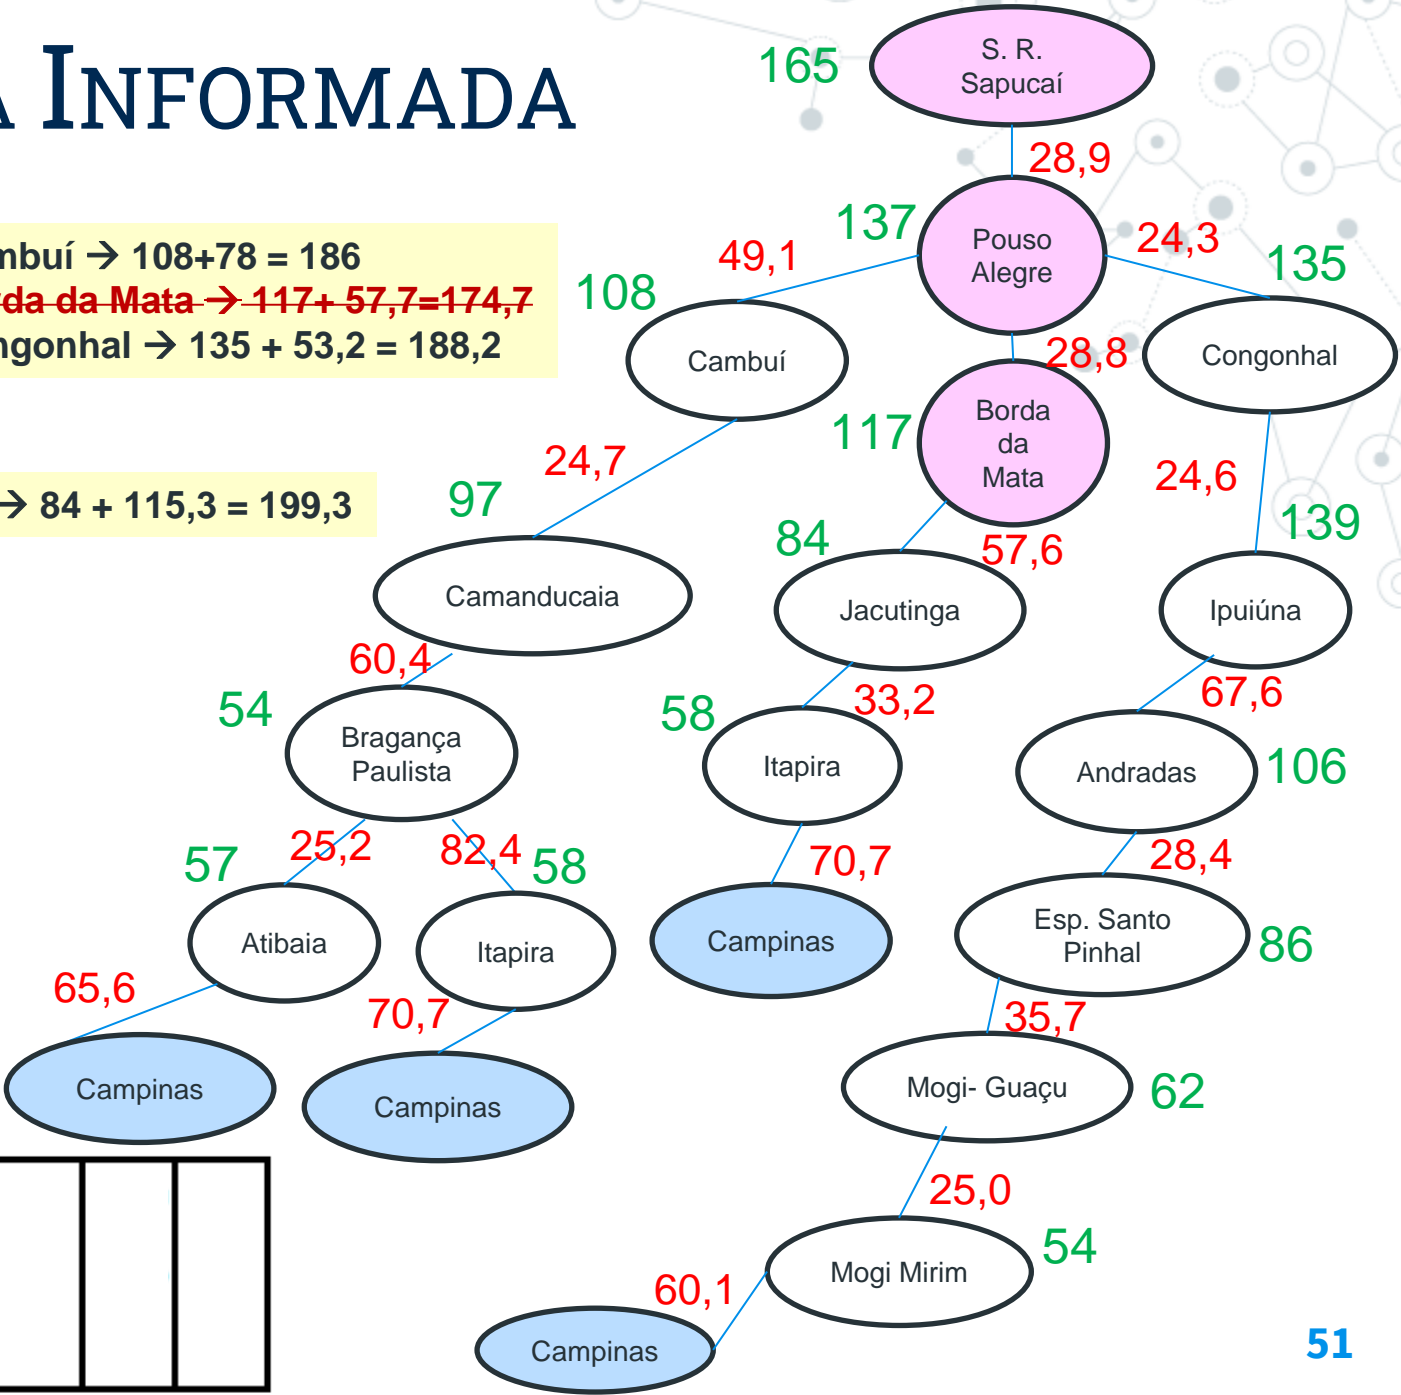 A INFORMADA
165
S. R.
Sapucaí
28,9
mbuí → 108+78 = 186
rda da Mata → 117+ 57,7=174,7
ngonhal → 135 + 53,2 = 188,2
137
Pouso
Alegre
49,1
24,3
108
135
Cambuí
28,8
Congonhal
117
Borda
da
Mata
24,7
24,6
→ 84 + 115,3 = 199,3
97
84
57,6
139
Camanducaia
Jacutinga
Ipuiúna
60,4
33,2
67,6
54
Bragança
Paulista
58
Itapira
Andradas
106
57
25,2
82,4
58
70,7
28,4
Atibaia
Itapira
Campinas
Esp. Santo
Pinhal
86
65,6
70,7
35,7
Campinas
Campinas
Mogi- Guaçu
62
25,0
Mogi Mirim
54
60,1
Campinas
51